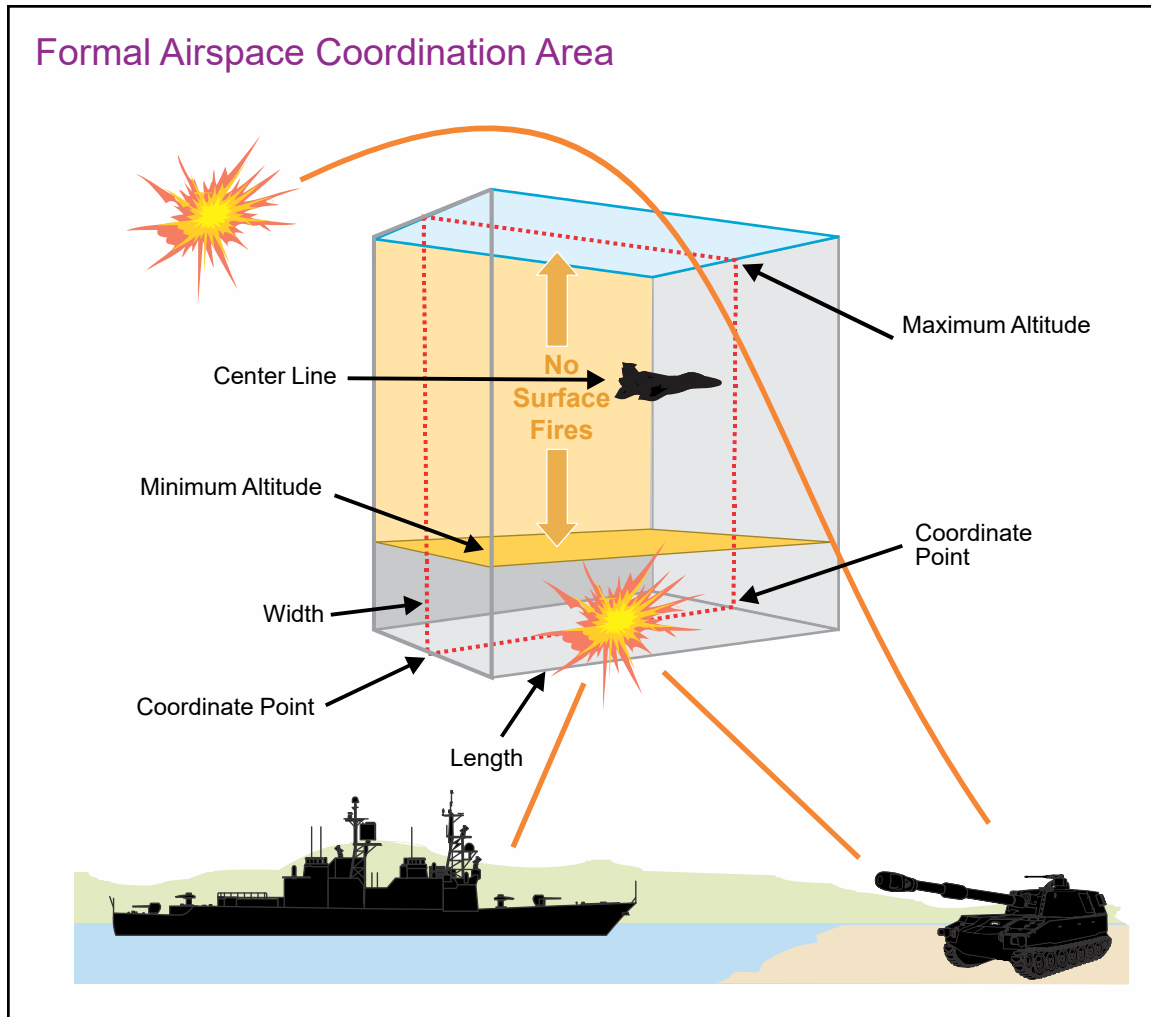 Formal Airspace Coordination Area
Maximum Altitude
Center Line
No
Surface
Fires
Minimum Altitude
Coordinate
Point
Width
Coordinate Point
Length